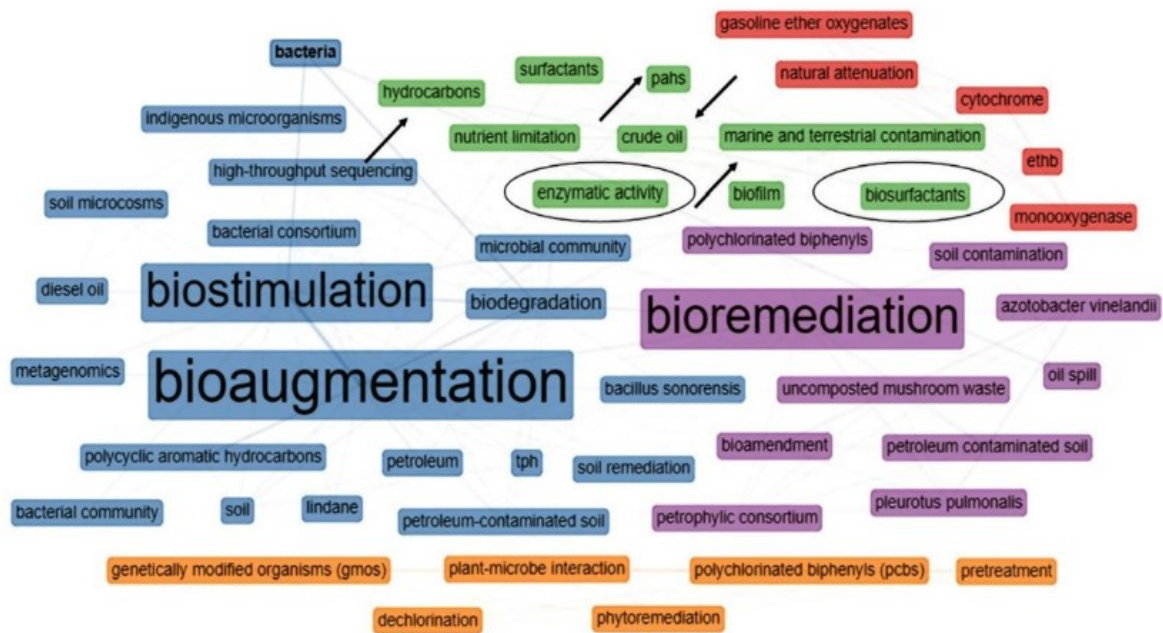 gasoline ether oxygenates
bacteria
surfactants
pahs
natural attenuation
hydrocarbons
cytochrome
indigenous microorganisms
nutrient limitation
crude oil
marine and terrestrial contamination
high-throughput sequencing
ethb
enzymatic activity
biofilm
biosurfactants
soil microcosms
monooxygenase
bacterial consortium
microbial community
polychlorinated biphenyls
soil contamination
diesel oil
biostimulation
biodegradation
bioremediation
azotobacter vinelandii
metagenomics
bioaugmentation
bacillus sonorensis
uncomposted mushroom waste
oil spill
bioamendment
petroleum contaminated soil
polycyclic aromatic hydrocarbons
petroleum
tph
soil remediation
pleurotus pulmonalis
bacterial community
soil
lindane
petroleum-contaminated soil
petrophylic consortium
genetically modified organisms (gmos)
plant-microbe interaction
polychlorinated biphenyls (pcbs)
pretreatment
dechlorination
phytoremediation